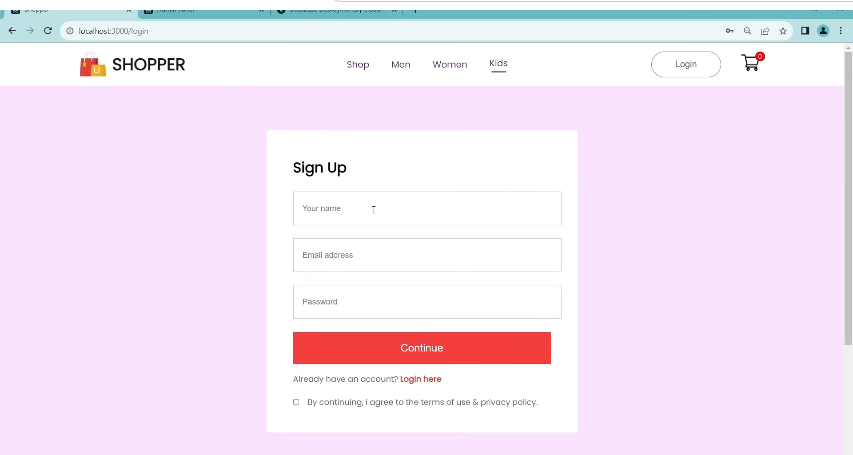 localhost:3000/login
SHOPPER
Shop Men Women Kids
Login
0
Sign Up
Your name
Email address
Password
Continue
Already have an account? Login here
By continuing, i agree to the terms of use & privacy policy.